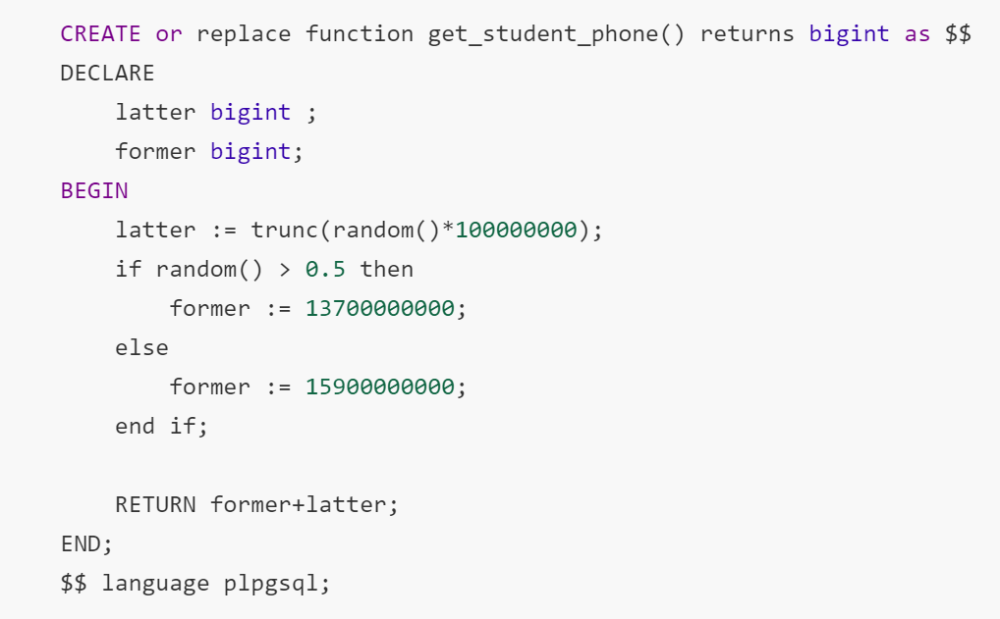 CREATE or replace function get_student_phone() returns bigint as $$
DECLARE
    latter bigint ;
    former bigint;
BEGIN
    latter := trunc(random()*100000000);
    if random() > 0.5 then
        former := 13700000000;
    else
        former := 15900000000;
    end if;

    RETURN former+latter;
END;
$$ language plpgsql;